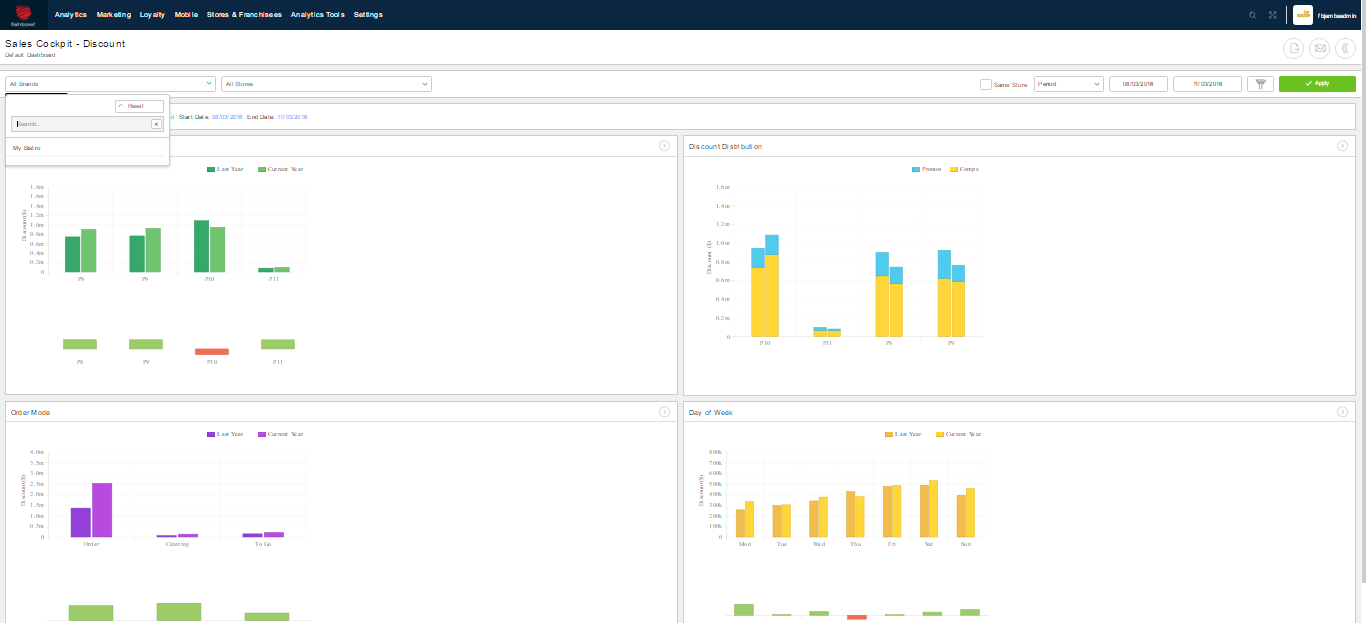 fishbowl
Analytics Marketing Loyalty Mobile Stores & Franchisees Analytics Tools Settings
fbjambaadmin
Sales Cockpit - Discount
Default Dashboard
All Brands
All Stores
Same Store
Period
08/03/2016
11/03/2016
Apply
Reset
Search...
My Bistro
Start Date: 08/03/2016 End Date: 11/03/2016
Last Year Current Year
Discount($)
1.8m
1.6m
1.4m
1.2m
1.0m
0.8m
0.6m
0.4m
0.2m
0
P8 P9 P10 P11
P8 P9 P10 P11
Discount Distribution
Promos Comps
Discount ($)
1.6m
1.4m
1.2m
1.0m
0.8m
0.6m
0.4m
0.2m
0
P10 P11 P8 P9
Order Mode
Last Year Current Year
Discount($)
4.0m
3.5m
3.0m
2.5m
2.0m
1.5m
1.0m
0.5m
0
Order Catering To Go
Day of Week
Last Year Current Year
Discount($)
800k
700k
600k
500k
400k
300k
200k
100k
0
Mon Tue Wed Thu Fri Sat Sun